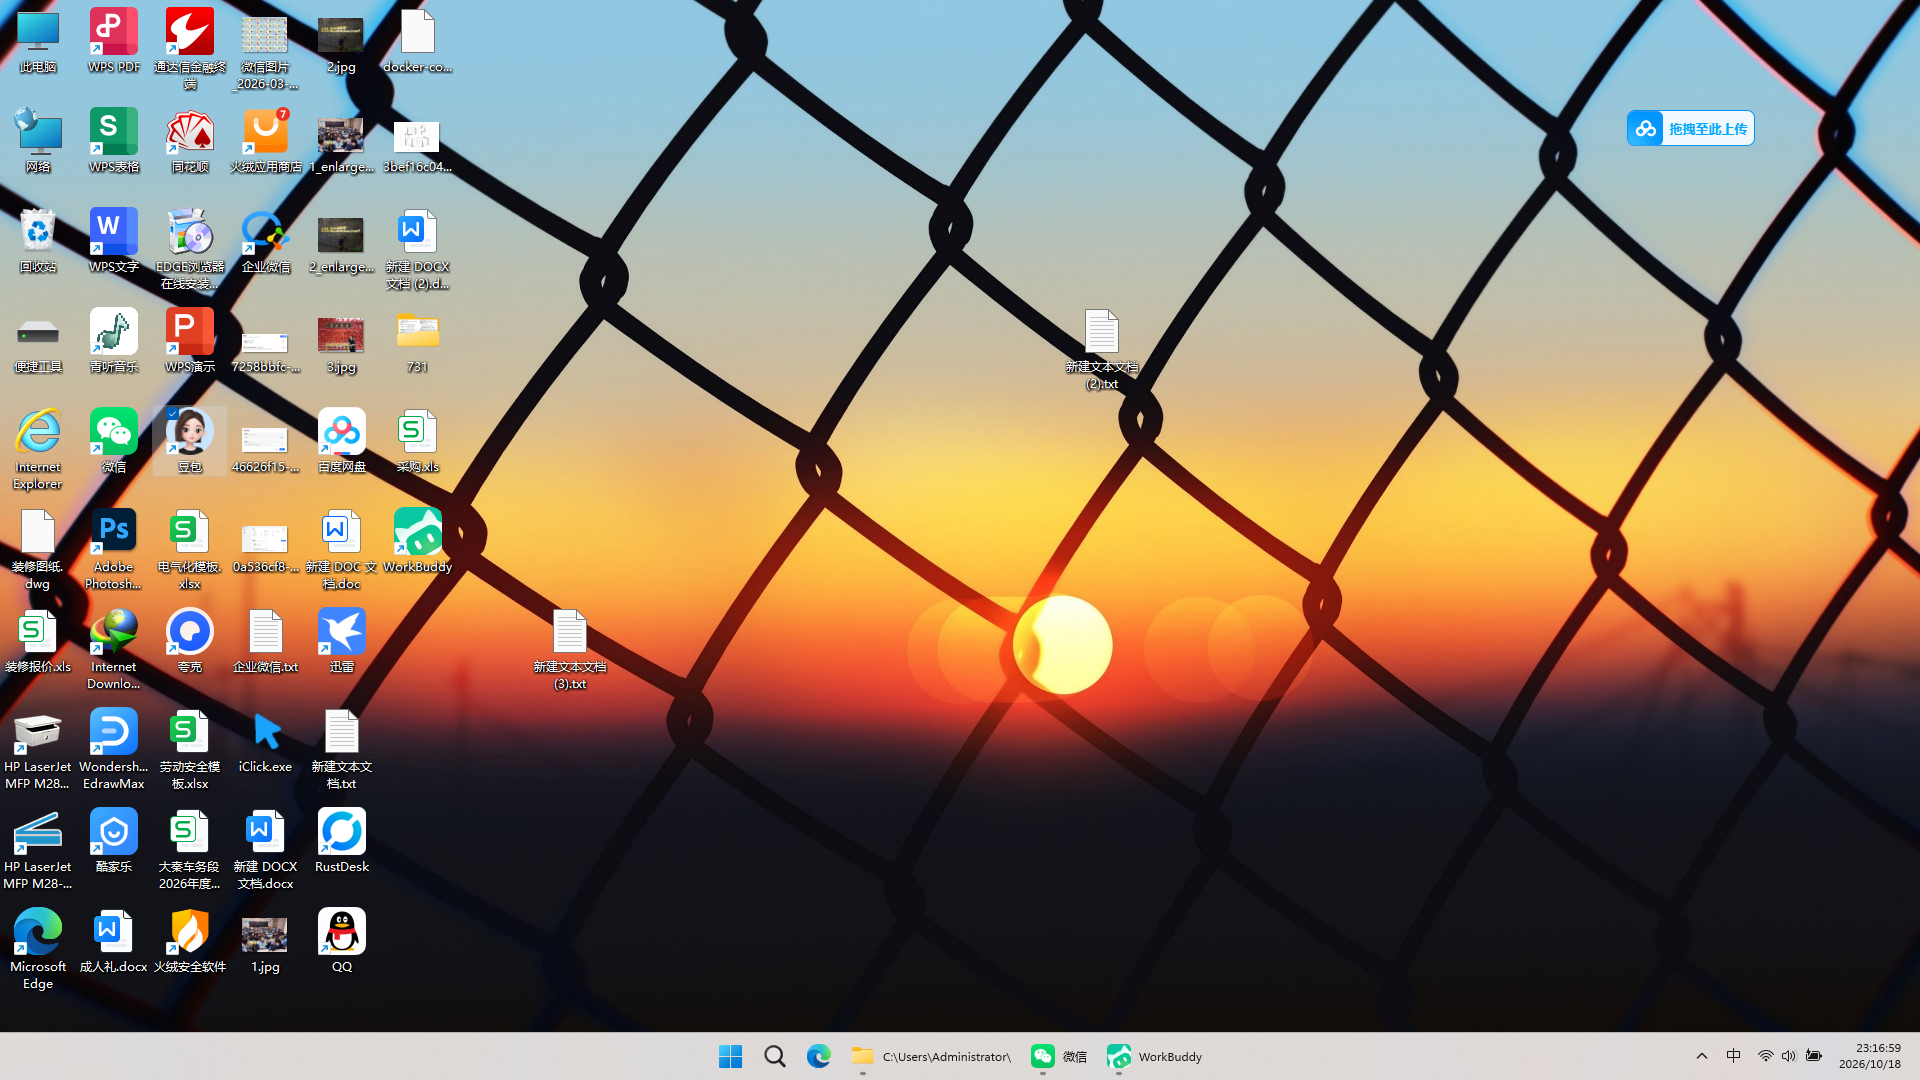 此电脑
WPS PDF
通达信金融终
端
微信图片
_2026-03-...
2.jpg
docker-co...
网络
WPS表格
同花顺
7
火绒应用商店
1_enlarge...
3bef16c04...
回收站
WPS文字
EDGE浏览器
在线安装...
企业微信
2_enlarge...
新建 DOCX
文档 (2).d...
便捷工具
青听音乐
WPS演示
7258bbfc-...
3.jpg
731
Internet
Explorer
微信
豆包
46626f15-...
百度网盘
采购.xls
装修图纸.
dwg
Adobe
Photosh...
电气化模板.
xlsx
0a536cf8-...
新建 DOC 文
档.doc
WorkBuddy
装修报价.xls
Internet
Downlo...
夸克
企业微信.txt
迅雷
HP LaserJet
MFP M28...
Wondersh...
EdrawMax
劳动安全模
板.xlsx
iClick.exe
新建文本文
档.txt
HP LaserJet
MFP M28-...
酷家乐
大秦车务段
2026年度...
新建 DOCX
文档.docx
RustDesk
Microsoft
Edge
成人礼.docx
火绒安全软件
1.jpg
QQ
新建文本文档
(3).txt
新建文本文档
(2).txt
拖拽至此上传
C:\Users\Administrator\
微信
WorkBuddy
中
23:16:59
2026/10/18